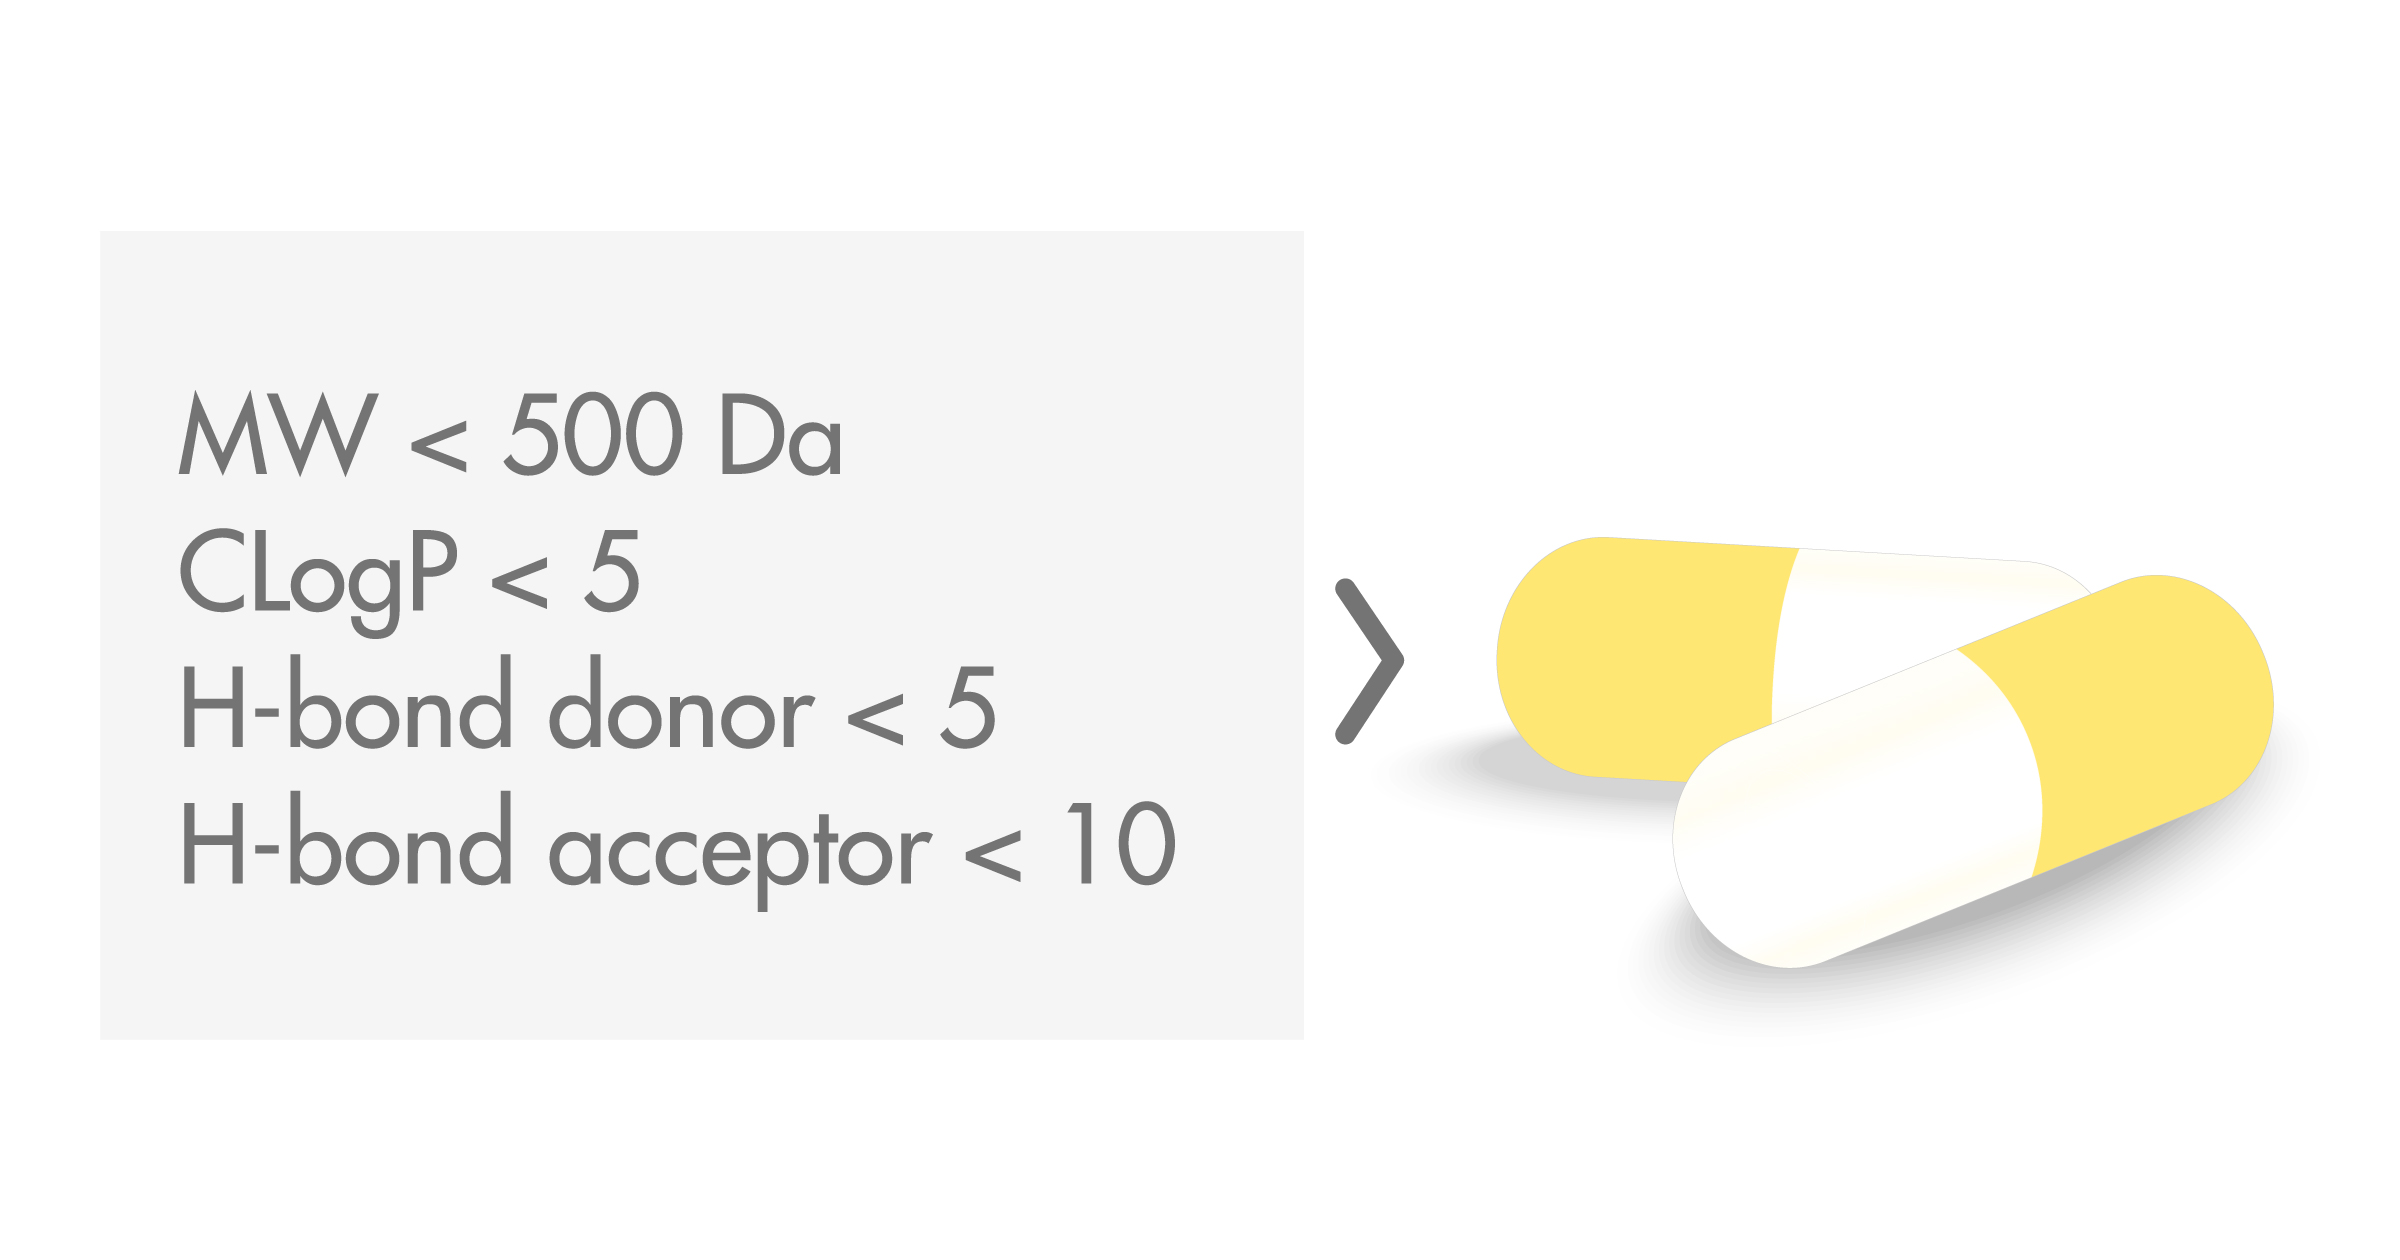 MW < 500 Da
CLogP < 5
H-bond donor < 5
H-bond acceptor < 10